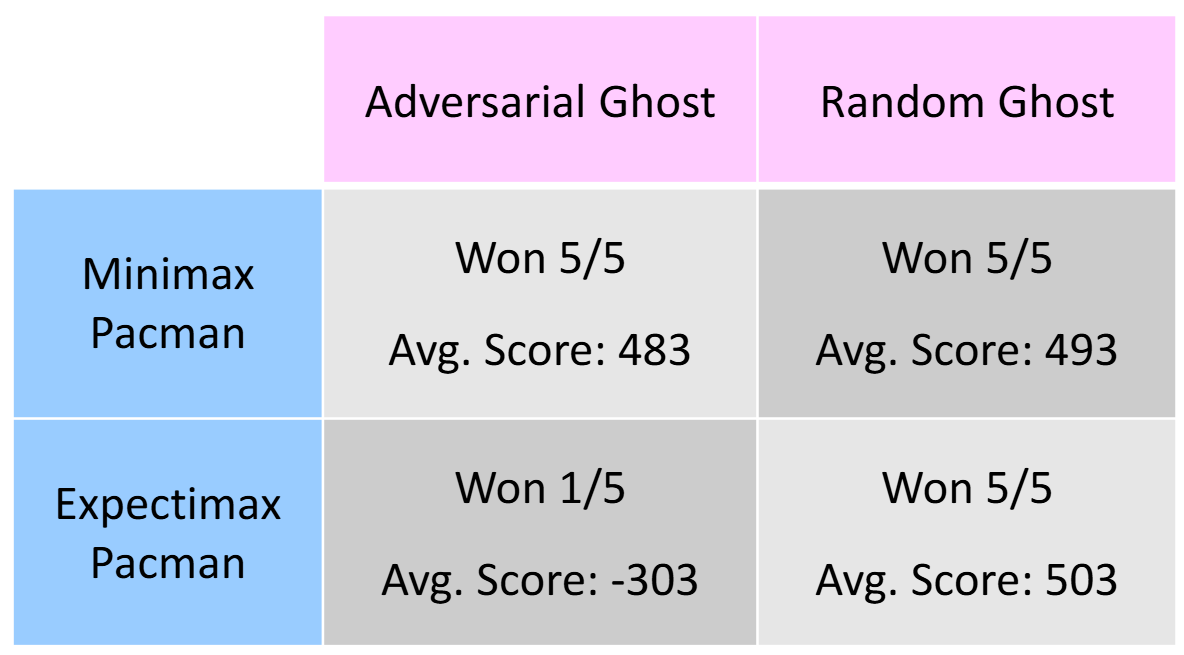 Adversarial Ghost
Random Ghost
Minimax
Pacman
Won 5/5
Avg. Score: 483
Won 5/5
Avg. Score: 493
Expectimax
Pacman
Won 1/5
Avg. Score: -303
Won 5/5
Avg. Score: 503